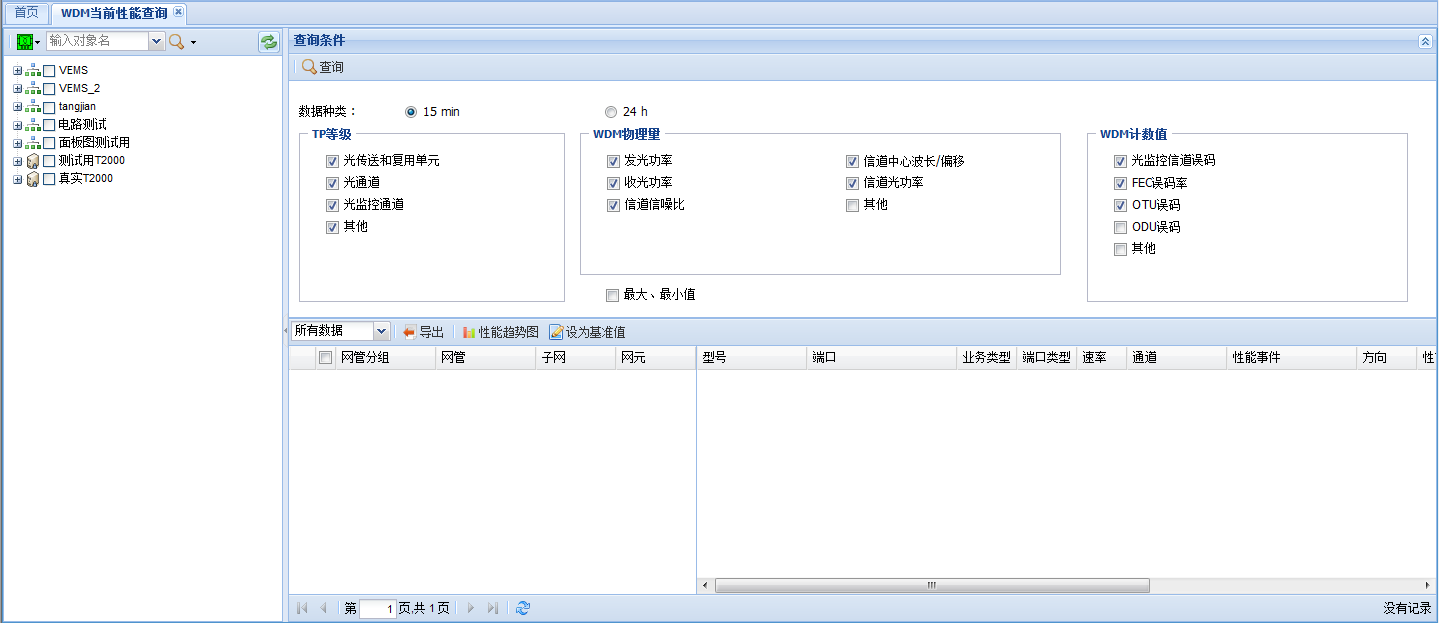 首页 WDM当前性能查询
输入对象名
VEMS
VEMS_2
tangjian
电路测试
面板图测试用
测试用T2000
真实T2000
查询条件
查询
数据种类： 15 min 24 h
TP等级
光传送和复用单元
光通道
光监控通道
其他
WDM物理量
发光功率 信道中心波长/偏移
收光功率 信道光功率
信道信噪比 其他
最大、最小值
WDM计数值
光监控信道误码
FEC误码率
OTU误码
ODU误码
其他
所有数据 导出 性能趋势图 设为基准值
网管分组 网管 子网 网元 型号 端口 业务类型 端口类型 速率 通道 性能事件 方向 性
第 1 页,共 1 页 没有记录